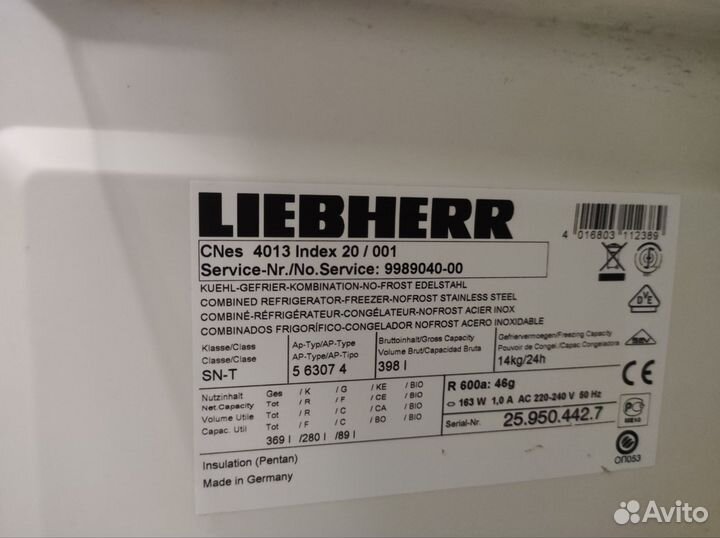 LIEBHERR
4 016803 112389
CNes 4013 Index 20 / 001
Service-Nr./No.Service: 9989040-00
KUEHL-GEFRIER-KOMBINATION-NO-FROST EDELSTAHL
COMBINED REFRIGERATOR-FREEZER-NOFROST STAINLESS STEEL
COMBINÉ-RÉFRIGÉRATEUR-CONGÉLATEUR-NOFROST ACIER INOX
COMBINADOS FRIGORÍFICO-CONGELADOR NOFROST ACERO INOXIDABLE
Klasse/Class
Classe/Clase
SN-T
Ap-Typ/AP-Type
AP-Type/AP-Tipo
5 6307 4
Bruttoinhalt/Gross Capacity
Volume Brut/Capacidad Bruta
398 l
Gefriervermoegen/Freezing Capacity
Pouvoir de Congel./Capac.Congeladora
14kg/24h
Nutzinhalt Ges / K / G / KE / BIO
Net.Capacity Tot / R / F / CE / BIO
Volume Utile Tot / R / C / CA / BIO
Capac. Util Tot / R / F / BO / BIO
369 l /280 l /89 l
R 600a: 46g
163 W 1,0 A AC 220-240 V 50 Hz
Serial-Nr. 25.950.442.7
Insulation (Pentan)
Made in Germany
DVE
SEV
CE
ОП053
Avito